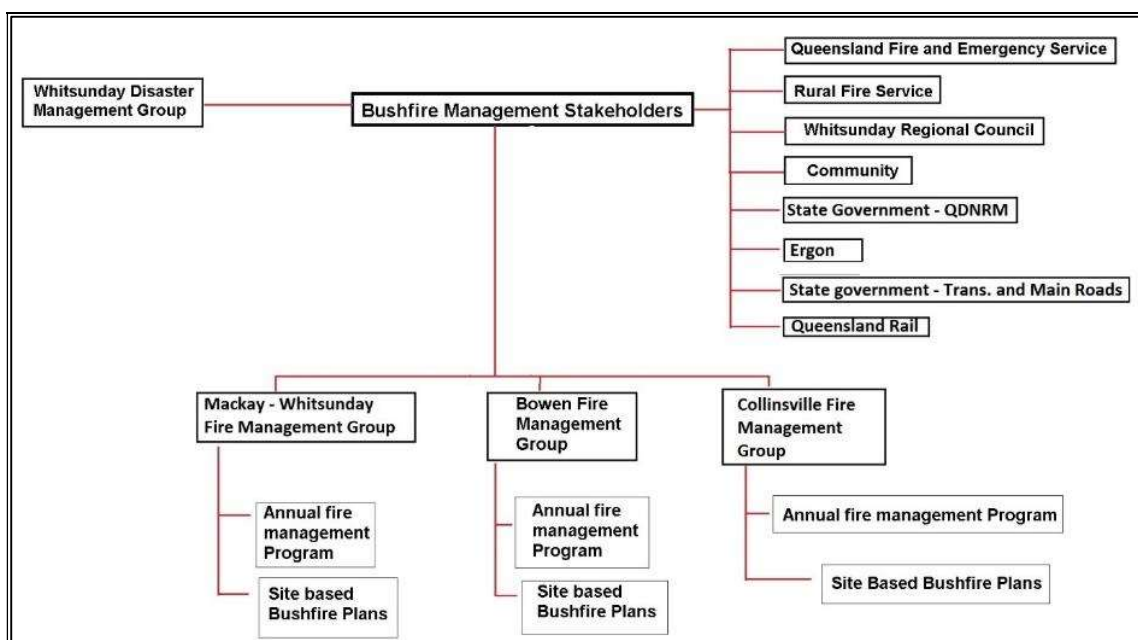 Queensland Fire and Emergency Service
Whitsunday Disaster
Management Group
Bushfire Management Stakeholders
Rural Fire Service
Whitsunday Regional Council
Community
State Government - QDNRM
Ergon
State government - Trans. and Main Roads
Queensland Rail
Mackay - Whitsunday
Fire Management Group
Bowen Fire
Management
Group
Collinsville Fire
Management
Group
Annual fire
management
Program
Annual fire
management
Program
Annual fire management Program
Site based
Bushfire Plans
Site based
Bushfire Plans
Site Based Bushfire Plans